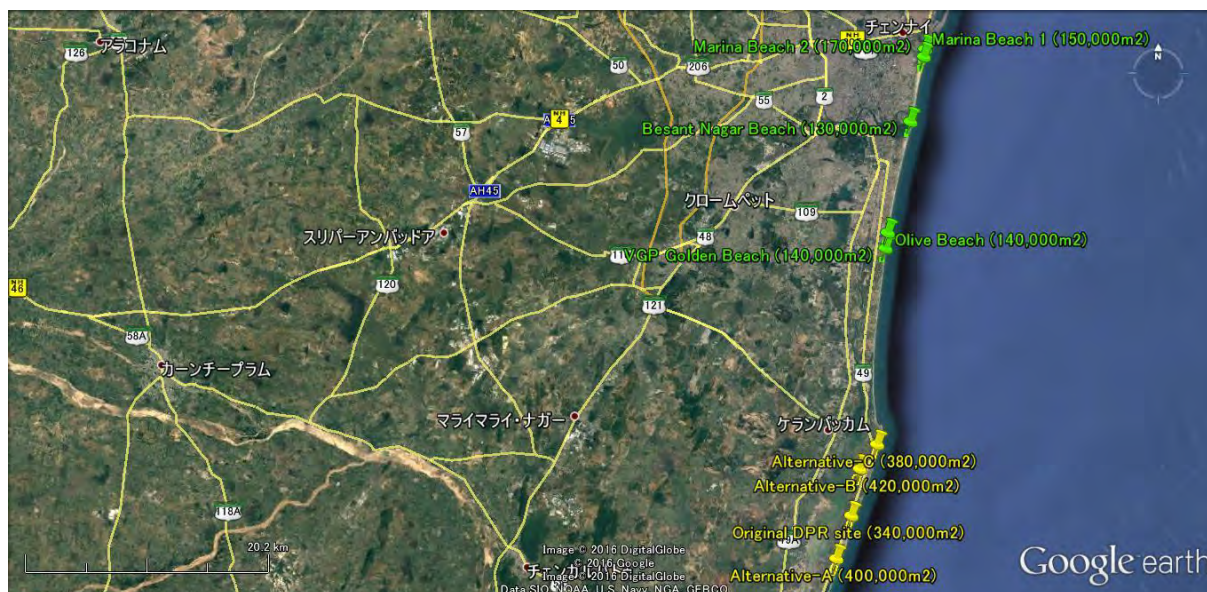 チェンナイ
アラコナム
126
Marina Beach 2 (170,000m2)
Marina Beach 1 (150,000m2)
N
50
206
55
2
Besant Nagar Beach (130,000m2)
57
4
AH45
クロームペット
109
スリパーアンバッドア
48
Olive Beach (140,000m2)
VGP Golden Beach (140,000m2)
120
46
121
58A
カーンチープラム
49
マライマライ・ナガー
ケランバッカム
Alternative-C (380,000m2)
Alternative-B (420,000m2)
118A
Original DPR site (340,000m2)
20.2 km
Image © 2016 DigitalGlobe
© 2016 Google
Image © 2016 DigitalGlobe
Data SIO, NOAA, U.S. Navy, NGA, GEBCO
Alternative-A (400,000m2)
Google earth